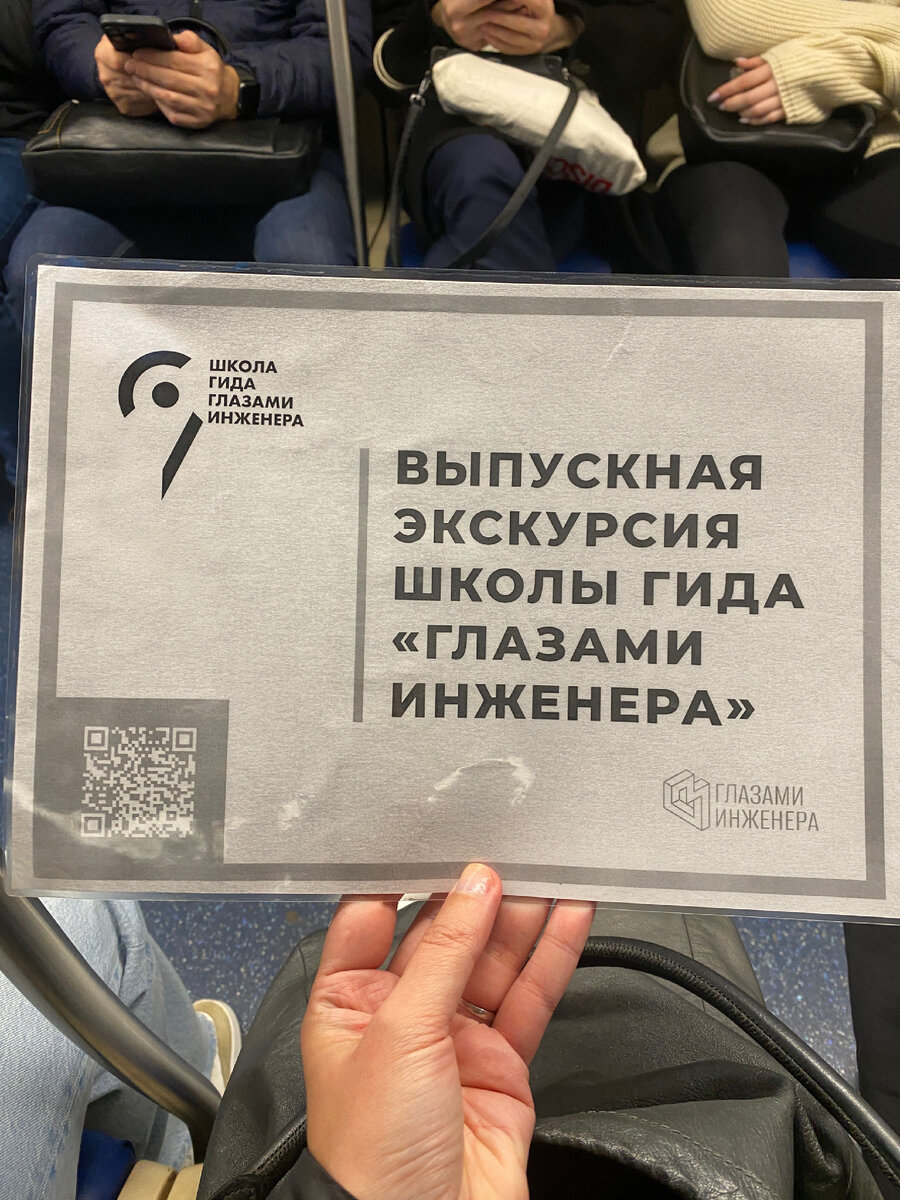 ШКОЛА
ГИДА
ГЛАЗАМИ
ИНЖЕНЕРА
ВЫПУСКНАЯ
ЭКСКУРСИЯ
ШКОЛЫ ГИДА
«ГЛАЗАМИ
ИНЖЕНЕРА»
ГЛАЗАМИ
ИНЖЕНЕРА